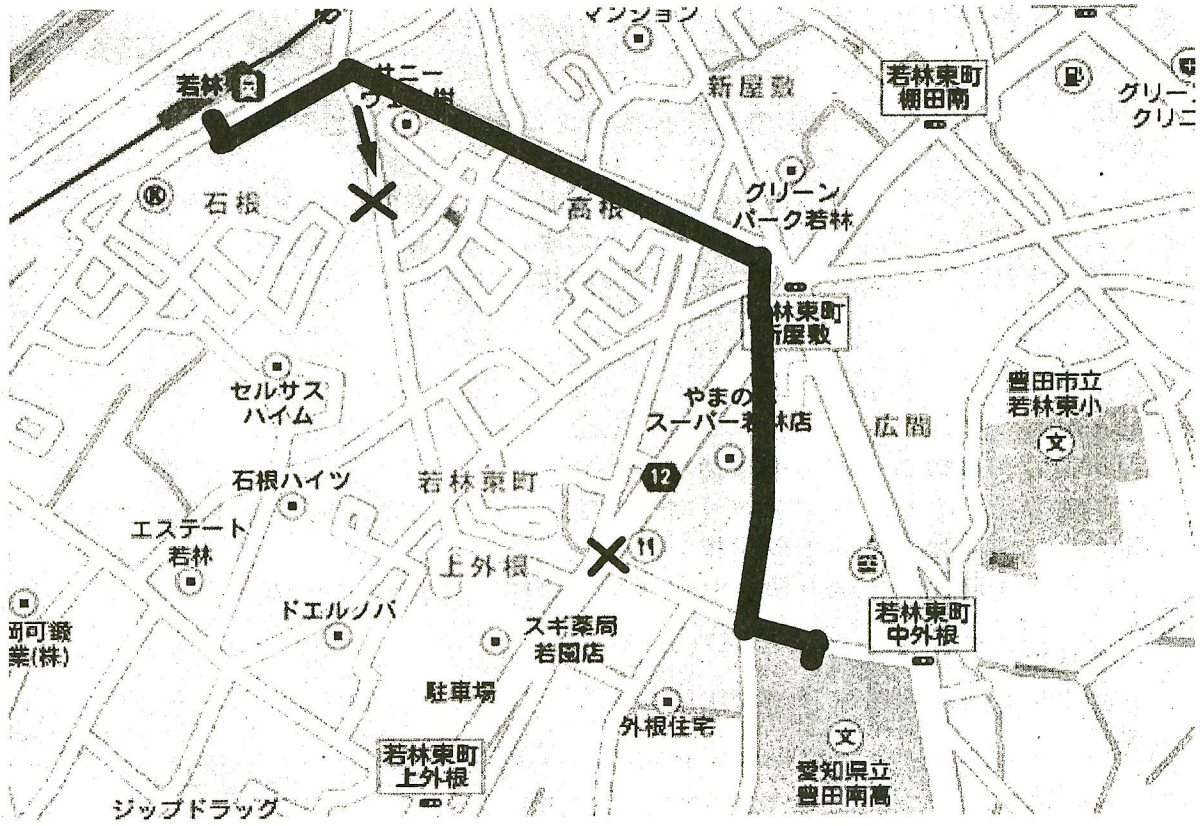 マンション
若林
サニー
新屋敷
若林東町
棚田南
グリーン
クリニ
石根
高根
グリーン
パーク若林
林東町
新屋敷
セルサス
ハイム
やまの
スーパー若林店
広間
豊田市立
若林東小
文
石根ハイツ
若林東町
12
エステート
若林
上外根
ドエルノバ
スギ薬局
若園店
若林東町
中外根
業(株)
駐車場
外根住宅
若林東町
上外根
文
愛知県立
豊田南高
ジップドラッグ